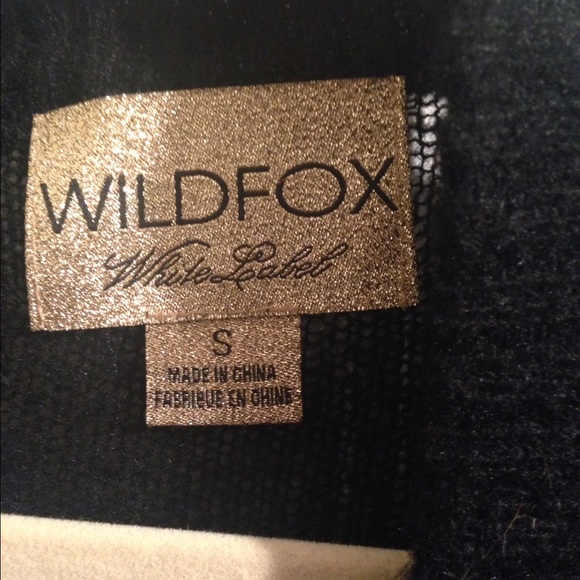 WiLDFOX
White Label
S
MADE IN CHINA
FABRIQUE EN CHINE